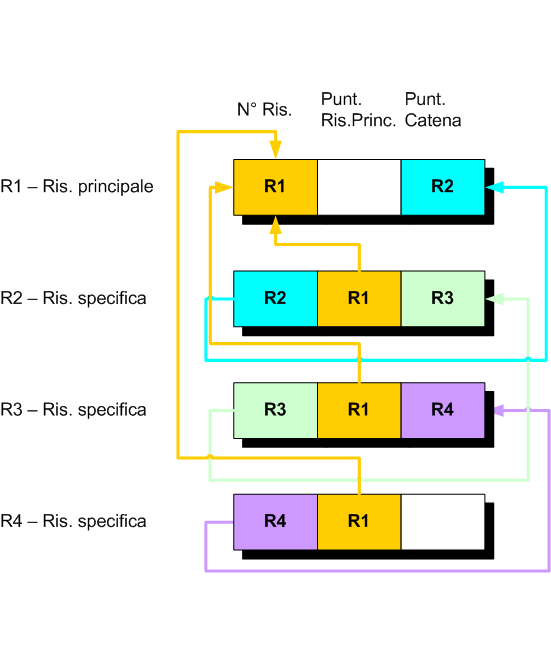 N° Ris.
Punt.
Ris.Princ.
Punt.
Catena
R1 – Ris. principale
R1
R2
R2 – Ris. specifica
R2
R1
R3
R3 – Ris. specifica
R3
R1
R4
R4 – Ris. specifica
R4
R1